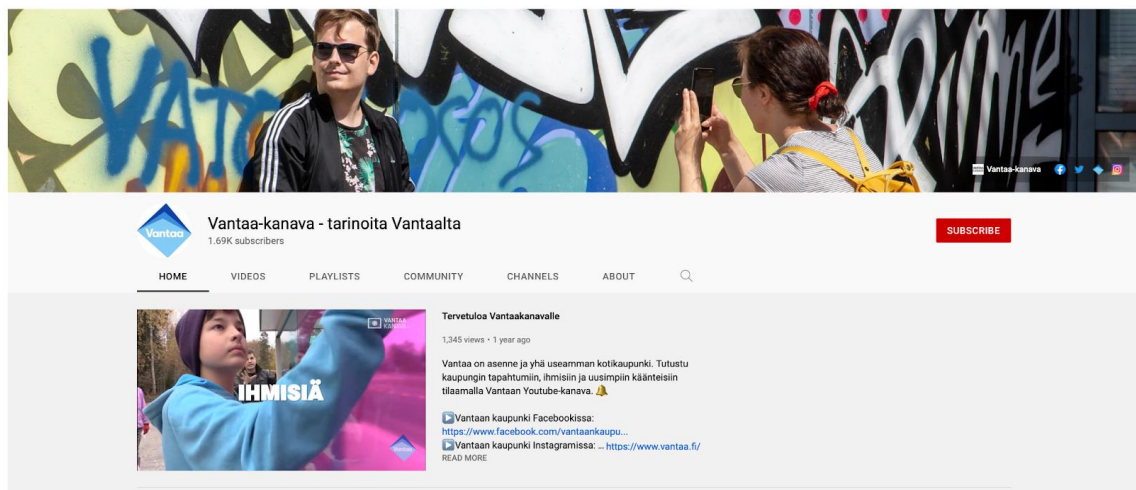 Vantaa-kanava
Vantaa
Vantaa-kanava - tarinoita Vantaalta
1.69K subscribers
SUBSCRIBE
HOME VIDEOS PLAYLISTS COMMUNITY CHANNELS ABOUT
VANTAA
KANAVA
IHMISIÄ
Vantaa
Tervetuloa Vantaakanavalle
1,345 views • 1 year ago
Vantaa on asenne ja yhä useamman kotikaupunki. Tutustu
kaupungin tapahtumiin, ihmisiin ja uusimpiin käänteisiin
tilaamalla Vantaan Youtube-kanava. 🔔
▶️Vantaan kaupunki Facebookissa:
https://www.facebook.com/vantaankaupu...
▶️Vantaan kaupunki Instagramissa: ... https://www.vantaa.fi/
READ MORE